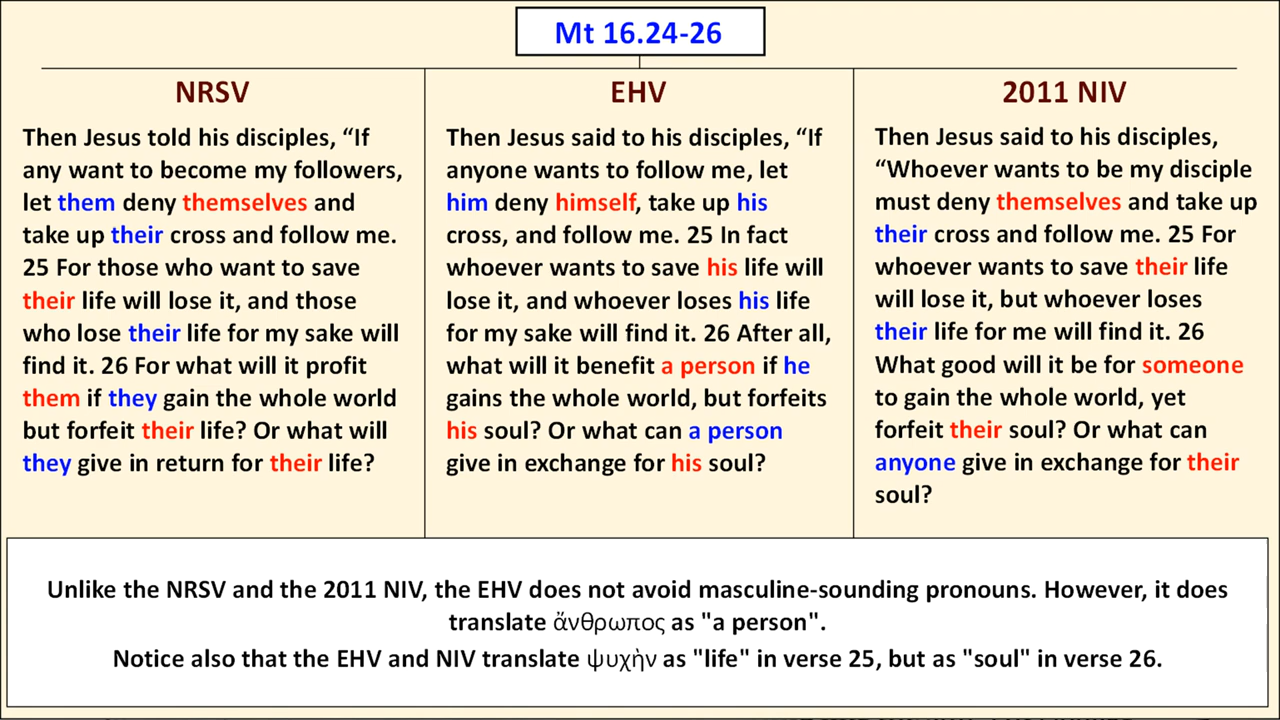 Mt 16.24-26
NRSV
Then Jesus told his disciples, “If
any want to become my followers,
let them deny themselves and
take up their cross and follow me.
25 For those who want to save
their life will lose it, and those
who lose their life for my sake will
find it. 26 For what will it profit
them if they gain the whole world
but forfeit their life? Or what will
they give in return for their life?
EHV
Then Jesus said to his disciples, “If
anyone wants to follow me, let
him deny himself, take up his
cross, and follow me. 25 In fact
whoever wants to save his life will
lose it, and whoever loses his life
for my sake will find it. 26 After all,
what will it benefit a person if he
gains the whole world, but forfeits
his soul? Or what can a person
give in exchange for his soul?
2011 NIV
Then Jesus said to his disciples,
“Whoever wants to be my disciple
must deny themselves and take up
their cross and follow me. 25 For
whoever wants to save their life
will lose it, but whoever loses
their life for me will find it. 26
What good will it be for someone
to gain the whole world, yet
forfeit their soul? Or what can
anyone give in exchange for their
soul?
Unlike the NRSV and the 2011 NIV, the EHV does not avoid masculine-sounding pronouns. However, it does
translate ἄνθρωπος as "a person".
Notice also that the EHV and NIV translate ψυχὴν as "life" in verse 25, but as "soul" in verse 26.